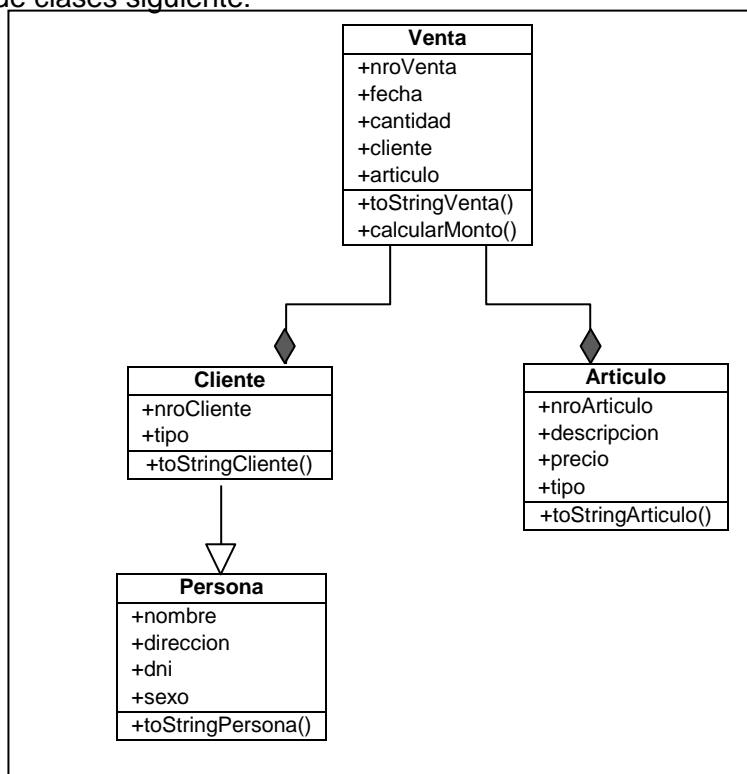 de clases siguiente:
Venta
+nroVenta
+fecha
+cantidad
+cliente
+articulo
+toStringVenta()
+calcularMonto()
Cliente
+nroCliente
+tipo
+toStringCliente()
Articulo
+nroArticulo
+descripcion
+precio
+tipo
+toStringArticulo()
Persona
+nombre
+direccion
+dni
+sexo
+toStringPersona()